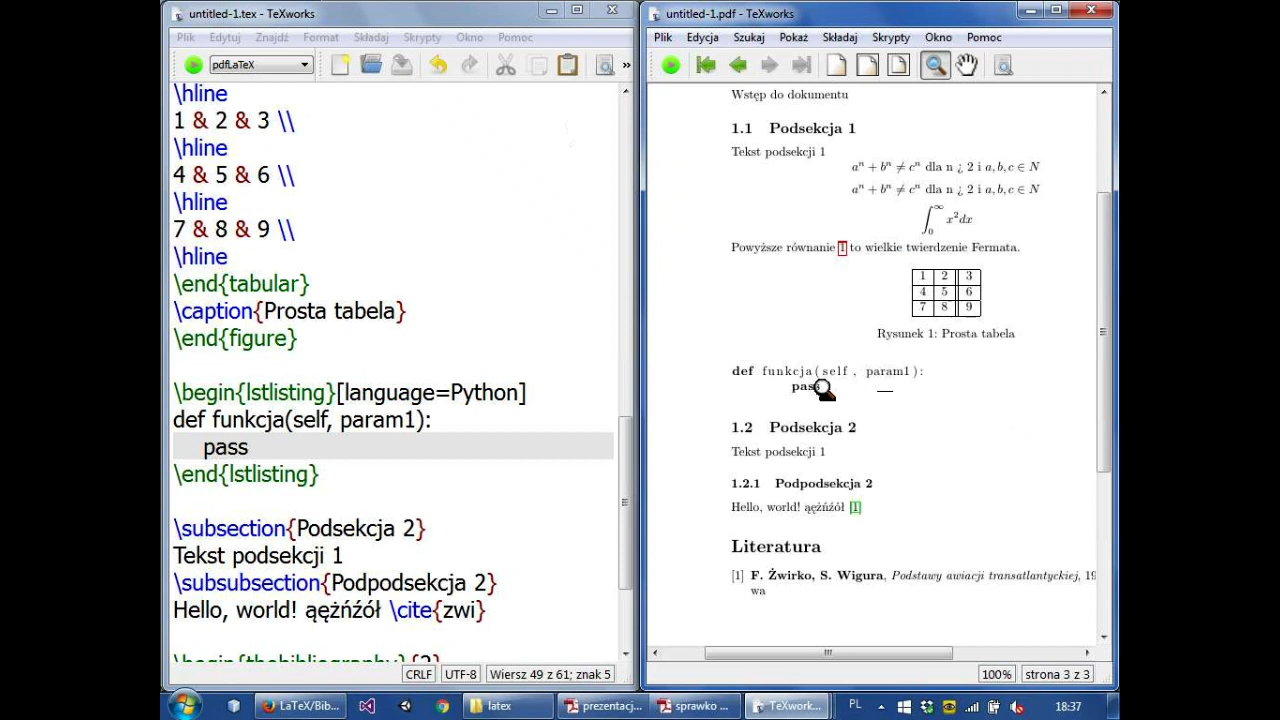 untitled-1.tex - TeXworks
Plik Edytuj Znajdź Format Składaj Skrypty Okno Pomoc
pdfLaTeX
»
\hline
1 & 2 & 3 \\
\hline
4 & 5 & 6 \\
\hline
7 & 8 & 9 \\
\hline
\end{tabular}
\caption{Prosta tabela}
\end{figure}
\begin{lstlisting}[language=Python]
def funkcja(self, param1):
pass
\end{lstlisting}
\subsection{Podsekcja 2}
Tekst podsekcji 1
\subsubsection{Podpodsekcja 2}
Hello, world! ąężńźół \cite{zwi}
\begin{thebibliography}{2}
CRLF UTF-8 Wiersz 49 z 61; znak 5
untitled-1.pdf - TeXworks
Plik Edycja Szukaj Pokaż Składaj Skrypty Okno Pomoc
Wstęp do dokumentu
1.1 Podsekcja 1
Tekst podsekcji 1
aⁿ + bⁿ ≠ cⁿ dla n ¿ 2 i a, b, c ∈ N
aⁿ + bⁿ ≠ cⁿ dla n ¿ 2 i a, b, c ∈ N
∫₀^∞ x²dx
Powyższe równanie 1 to wielkie twierdzenie Fermata.
1 2 3
4 5 6
7 8 9
Rysunek 1: Prosta tabela
def funkcja(self, param1):
pass
1.2 Podsekcja 2
Tekst podsekcji 1
1.2.1 Podpodsekcja 2
Hello, world! ąężńźół [1]
Literatura
[1] F. Żwirko, S. Wigura, Podstawy awiacji transatlantyckiej, 19
wa
100% strona 3 z 3
LaTeX/Bib... latex prezentacj... sprawko ... TeXwork... PL 18:37